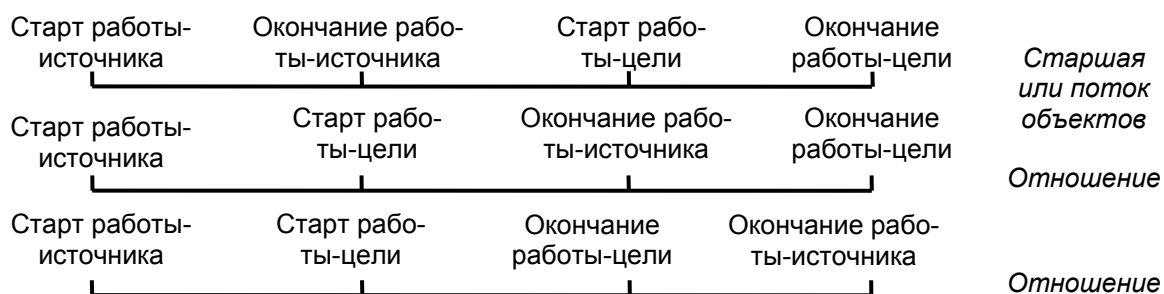 Старт работы- Окончание рабо- Старт рабо- Окончание
источника ты-источника ты-цели работы-цели Старшая
или поток
Старт работы- Старт рабо- Окончание рабо- Окончание объектов
источника ты-цели ты-источника работы-цели
Отношение
Старт работы- Старт рабо- Окончание Окончание рабо-
источника ты-цели работы-цели ты-источника
Отношение